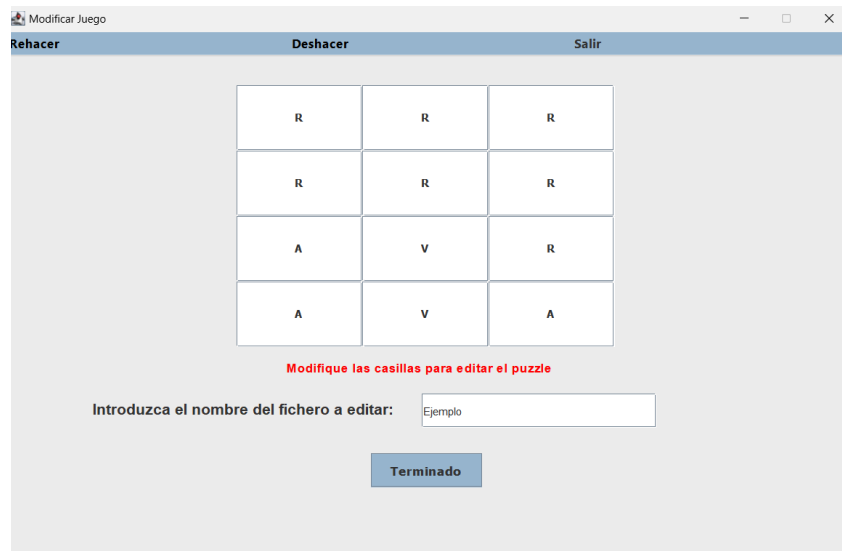 Modificar Juego
Rehacer Deshacer Salir
R R R
R R R
A V R
A V A
Modifique las casillas para editar el puzzle
Introduzca el nombre del fichero a editar: Ejemplo
Terminado